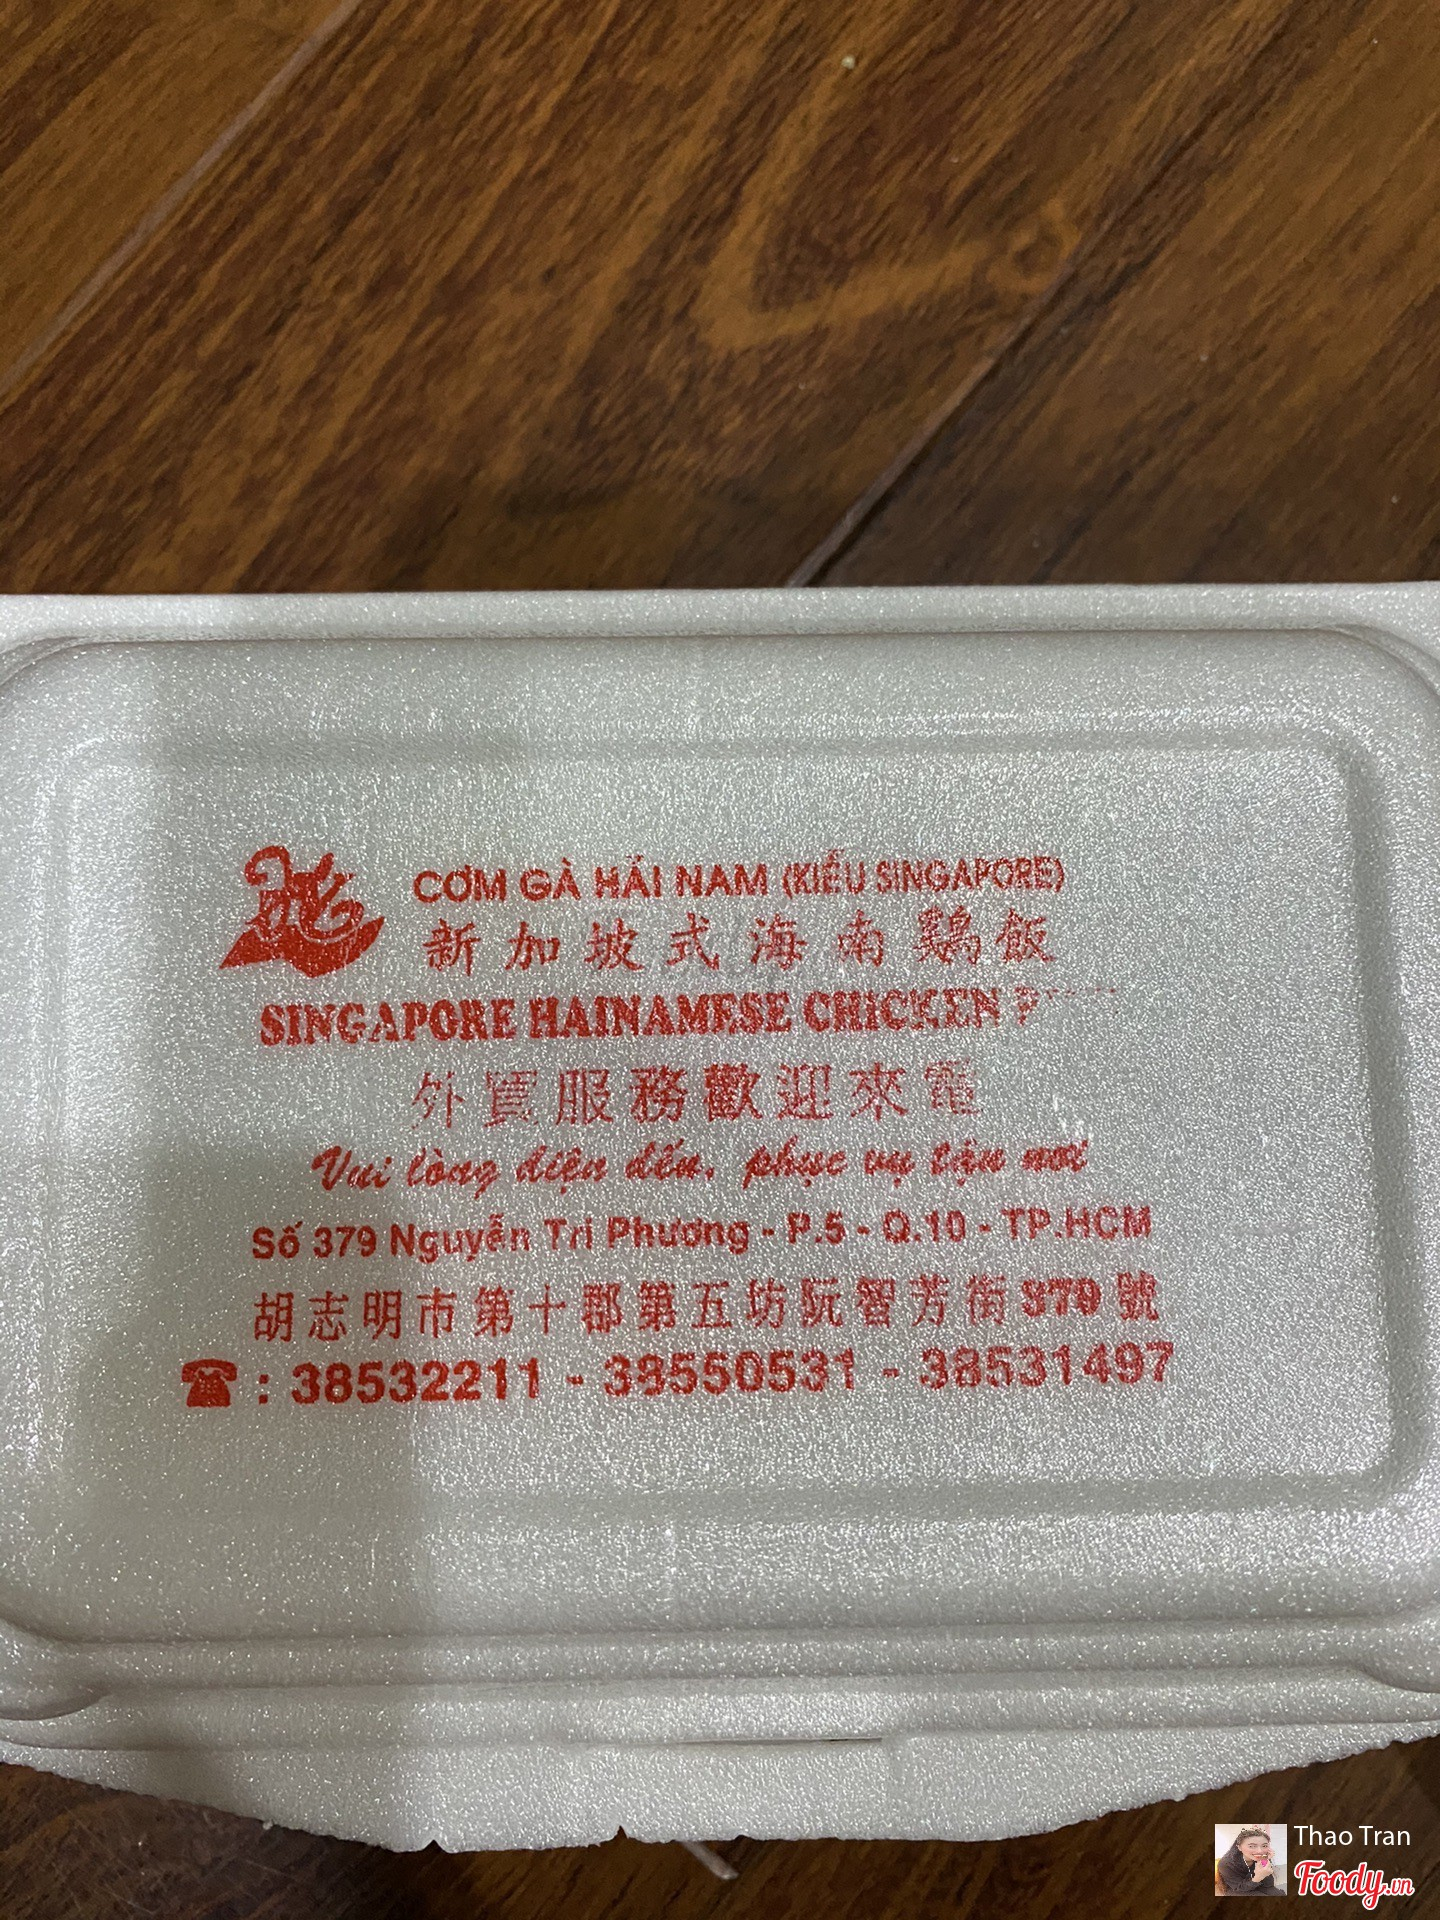 CƠM GÀ HẢI NAM (KIỂU SINGAPORE)
新加坡式海南鷄飯
SINGAPORE HAINAMESE CHICKEN
外賣服務歡迎來電
Vui lòng điện đến, phục vụ tận nơi
Số 379 Nguyễn Tri Phương - P.5 - Q.10 - TP.HCM
胡志明市第十郡第五坊阮智芳街379號
☎ : 38532211 - 38550531 - 38531497
Thao Tran
Foody.vn